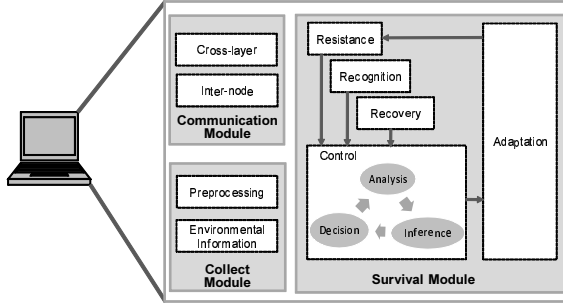 Cross-layer
Inter-node
Communication
Module
Preprocessing
Environmental
Information
Collect
Module
Resistance
Recognition
Recovery
Control
Analysis
Decision
Inference
Adaptation
Survival Module